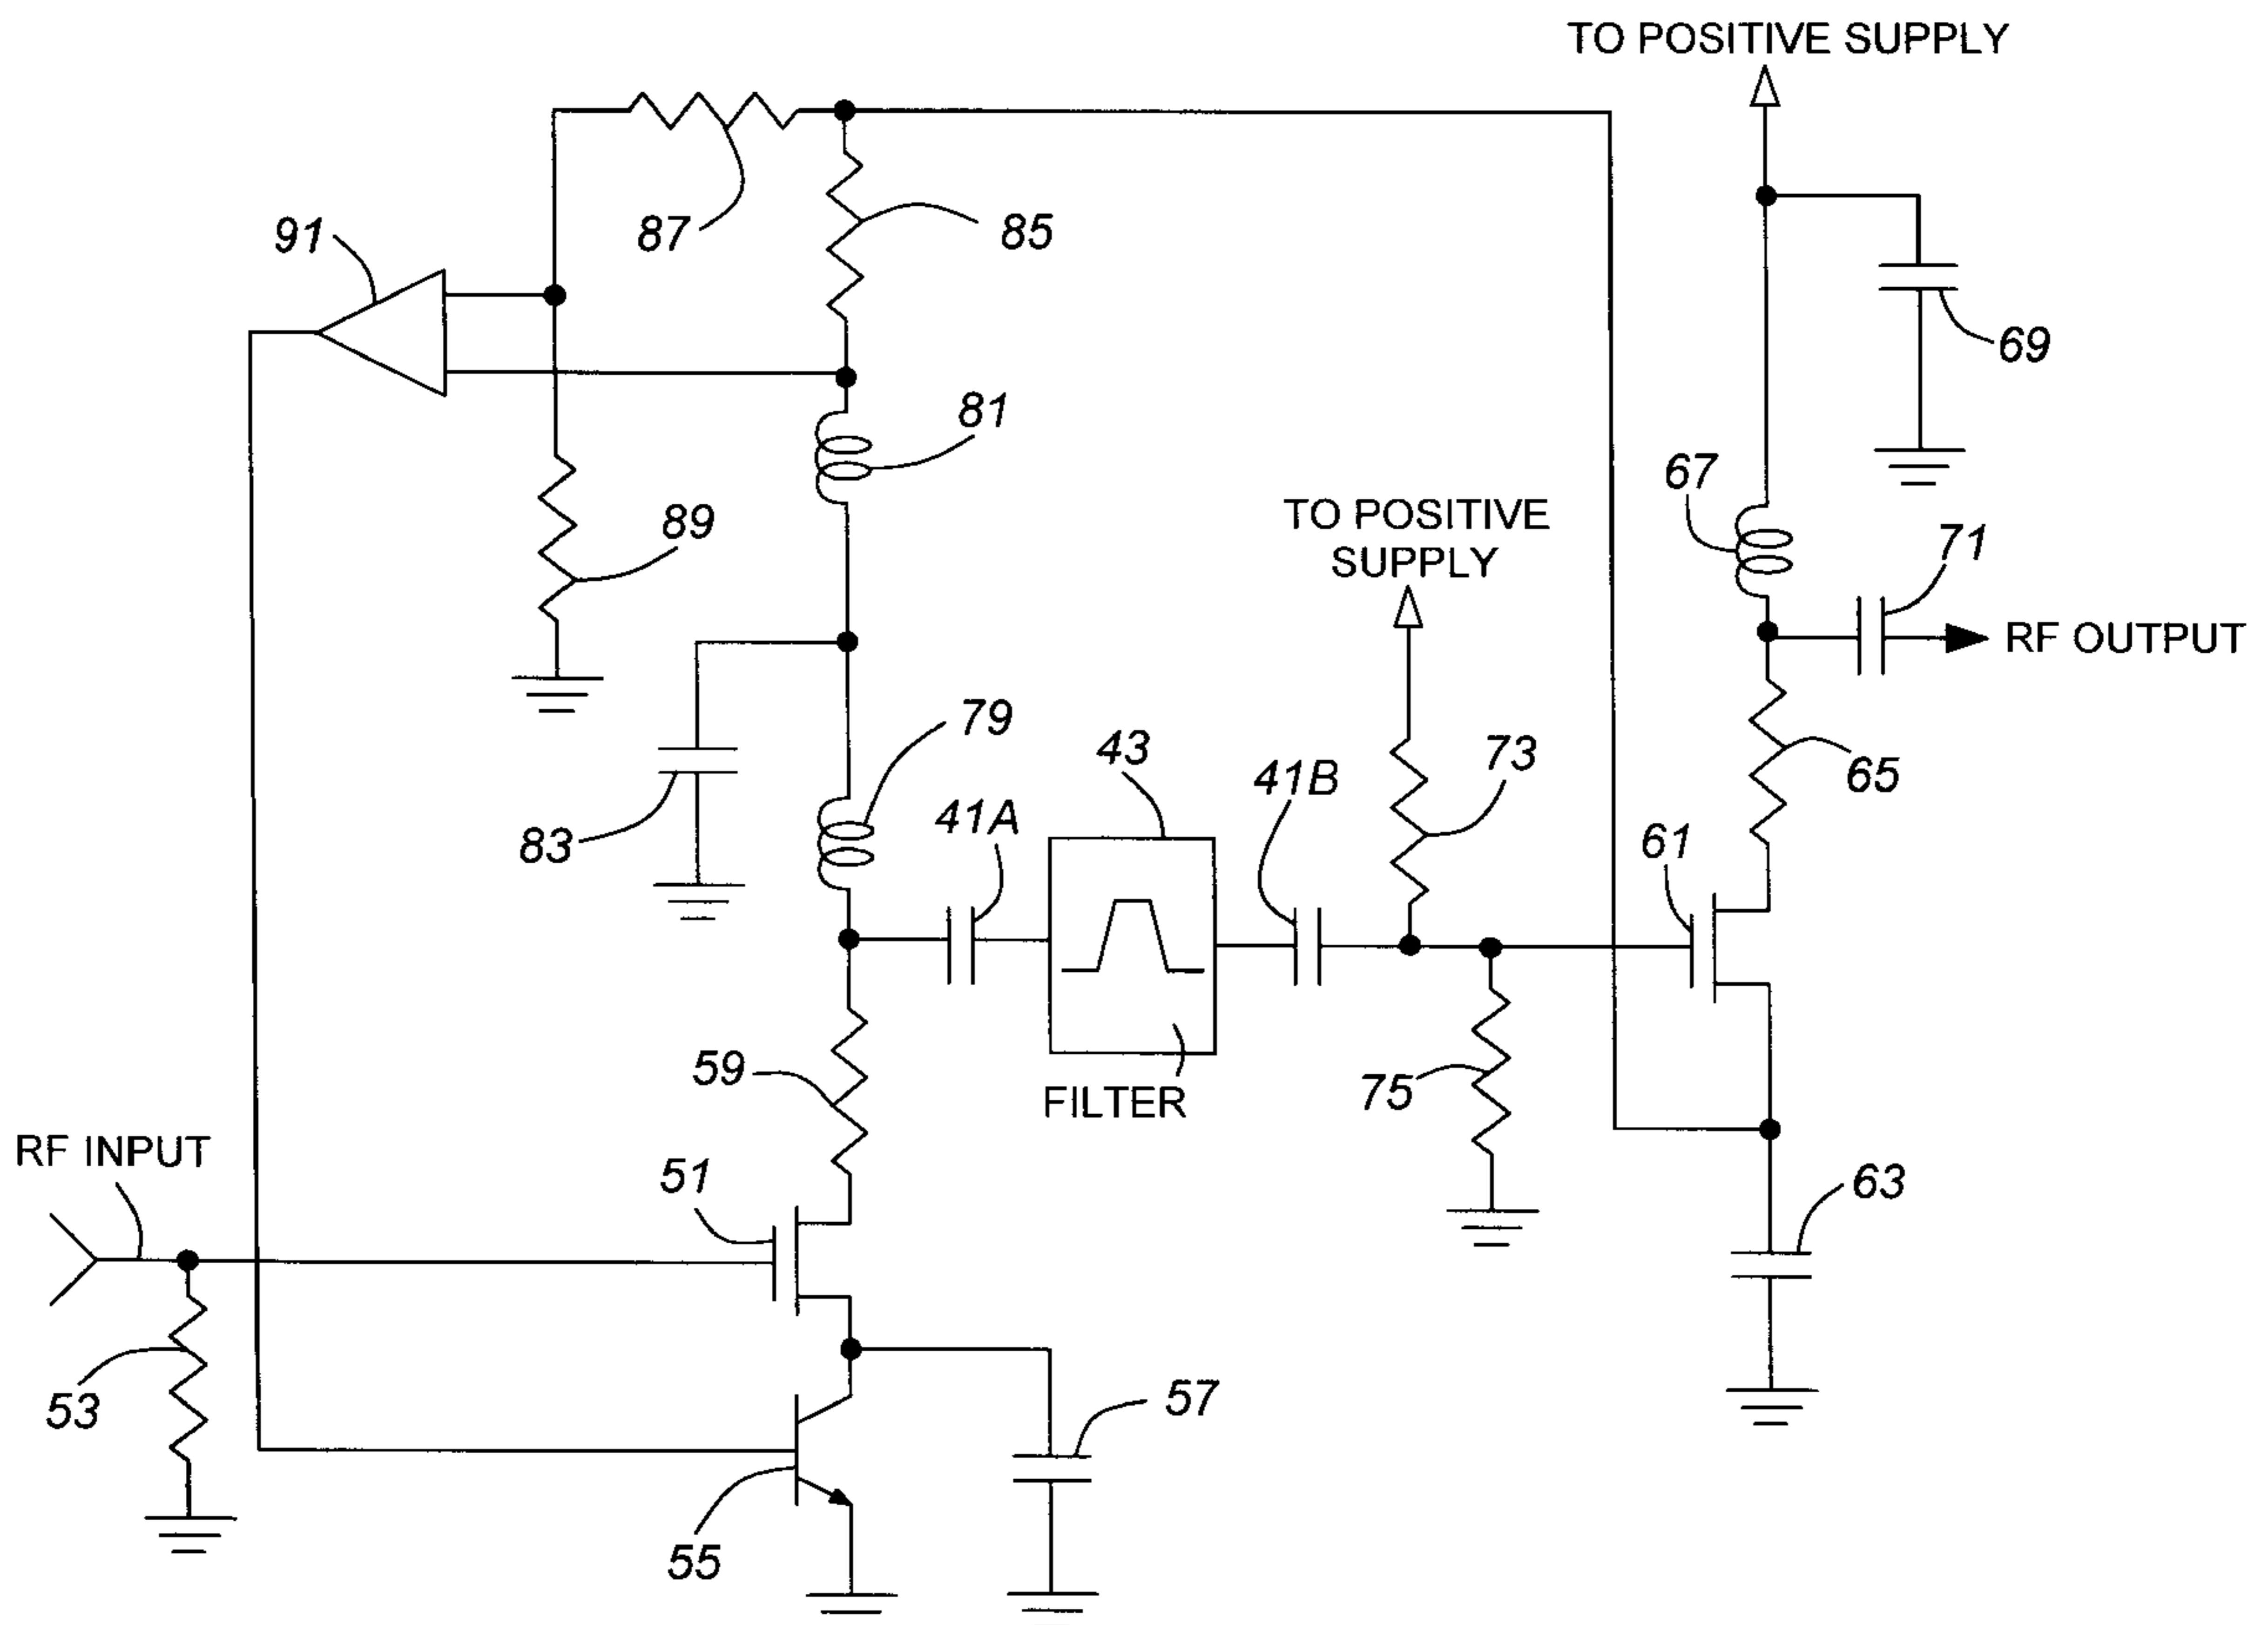 TO POSITIVE SUPPLY
91
87
85
69
81
67
89
TO POSITIVE
SUPPLY
71
RF OUTPUT
79
43
41B
73
65
83
41A
61
59
FILTER
75
RF INPUT
51
63
53
57
55